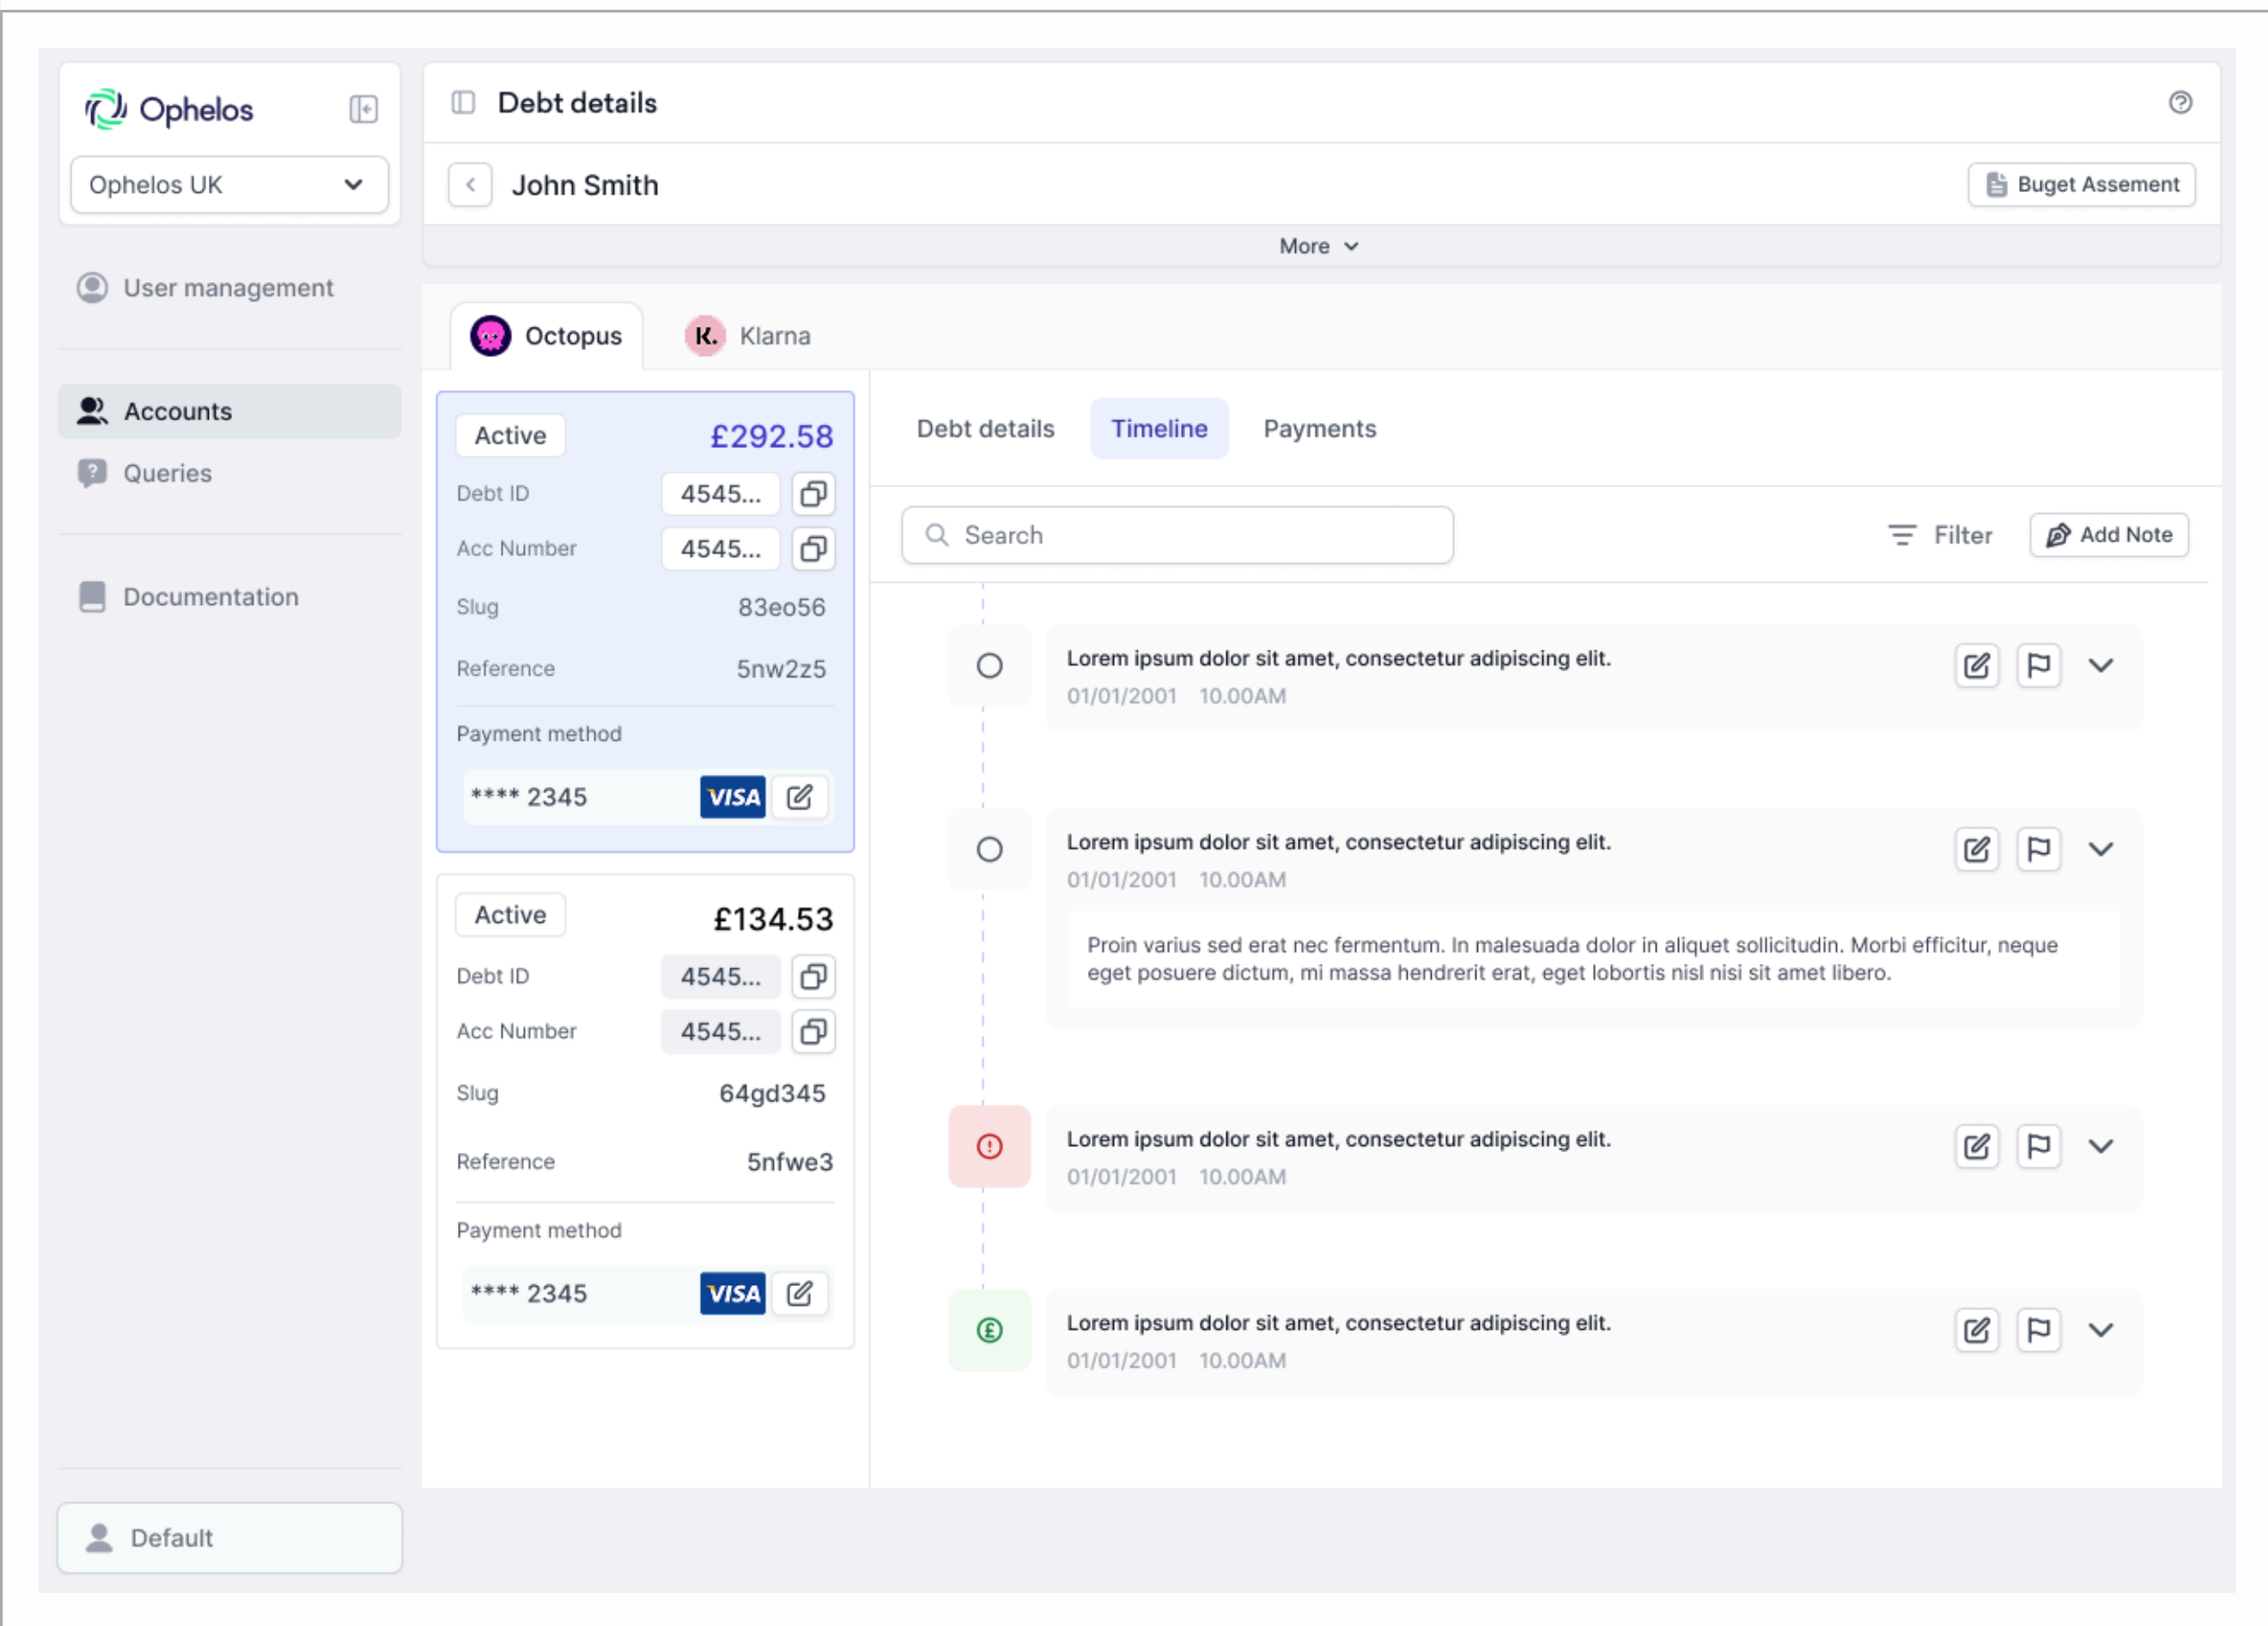 Ophelos
Ophelos UK
User management
Accounts
Queries
Documentation
Default
Debt details
John Smith
Buget Assement
More
Octopus
K. Klarna
Active £292.58
Debt ID 4545...
Acc Number 4545...
Slug 83eo56
Reference 5nw2z5
Payment method
**** 2345 VISA
Active £134.53
Debt ID 4545...
Acc Number 4545...
Slug 64gd345
Reference 5nfwe3
Payment method
**** 2345 VISA
Debt details Timeline Payments
Search Filter Add Note
Lorem ipsum dolor sit amet, consectetur adipiscing elit.
01/01/2001 10.00AM
Lorem ipsum dolor sit amet, consectetur adipiscing elit.
01/01/2001 10.00AM
Proin varius sed erat nec fermentum. In malesuada dolor in aliquet sollicitudin. Morbi efficitur, neque
eget posuere dictum, mi massa hendrerit erat, eget lobortis nisl nisi sit amet libero.
Lorem ipsum dolor sit amet, consectetur adipiscing elit.
01/01/2001 10.00AM
£
Lorem ipsum dolor sit amet, consectetur adipiscing elit.
01/01/2001 10.00AM